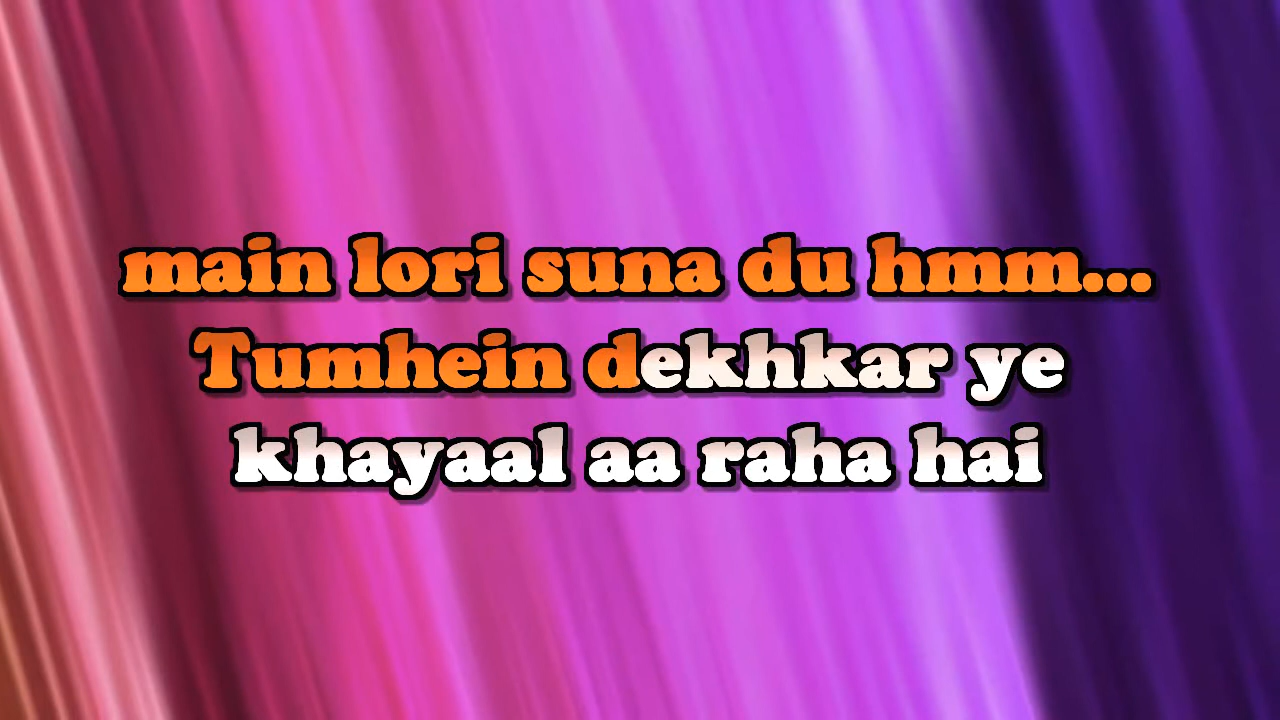 main lori suna du hmm...
Tumhein dekhkar ye
khayaal aa raha hai